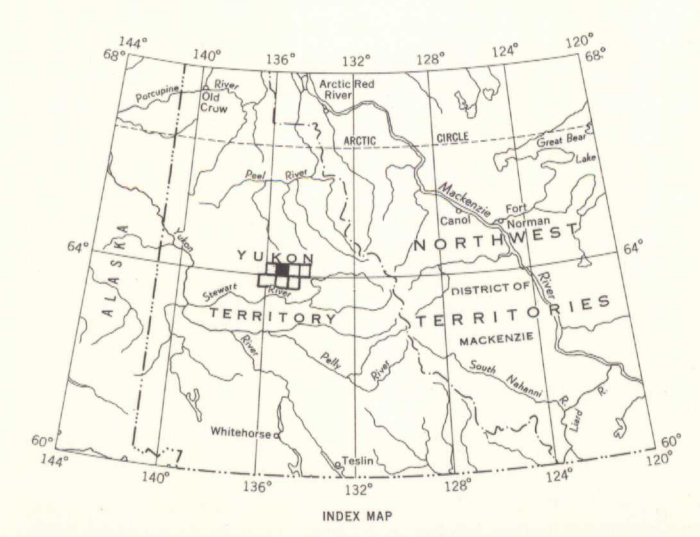 144°
140°
136°
132°
128°
124°
120°
68°
68°
Porcupine River
Old
Crow
Arctic Red
River
ARCTIC CIRCLE
Great Bear
Lake
Peel River
Mackenzie
Canol
Fort
Norman
NORTHWEST
Yukon
ALASKA
64°
64°
YUKON
Stewart River
River
DISTRICT OF
TERRITORY
TERRITORIES
MACKENZIE
River
Pelly
River
South
Nahanni
R.
Liard
R.
Whitehorse
Teslin
60°
60°
144°
140°
136°
132°
128°
124°
120°
INDEX MAP